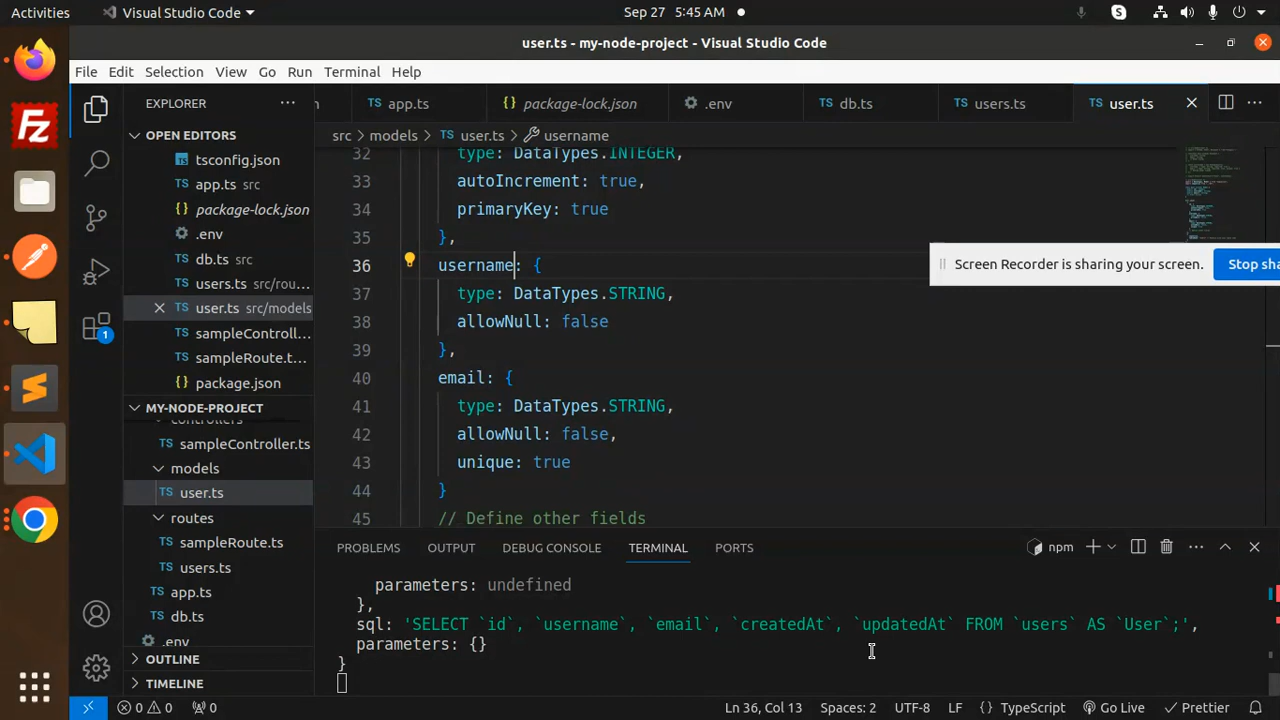 Activities
Visual Studio Code
Sep 27 5:45 AM
user.ts - my-node-project - Visual Studio Code
File Edit Selection View Go Run Terminal Help
EXPLORER
app.ts
package-lock.json
.env
db.ts
users.ts
user.ts
OPEN EDITORS
tsconfig.json
app.ts src
package-lock.json
.env
db.ts src
users.ts src/rou...
user.ts src/models
sampleControll...
sampleRoute.t...
package.json
MY-NODE-PROJECT
controllers
sampleController.ts
models
user.ts
routes
sampleRoute.ts
users.ts
app.ts
db.ts
.env
OUTLINE
TIMELINE
src > models > user.ts > username
32 type: DataTypes.INTEGER,
33 autoIncrement: true,
34 primaryKey: true
35 },
36 username: {
37 type: DataTypes.STRING,
38 allowNull: false
39 },
40 email: {
41 type: DataTypes.STRING,
42 allowNull: false,
43 unique: true
44 }
45 // Define other fields
Screen Recorder is sharing your screen.
Stop sha
PROBLEMS OUTPUT DEBUG CONSOLE TERMINAL PORTS
npm
parameters: undefined
},
sql: 'SELECT `id`, `username`, `email`, `createdAt`, `updatedAt` FROM `users` AS `User`;',
parameters: {}
}
0 0 0
Ln 36, Col 13 Spaces: 2 UTF-8 LF {} TypeScript Go Live Prettier
1